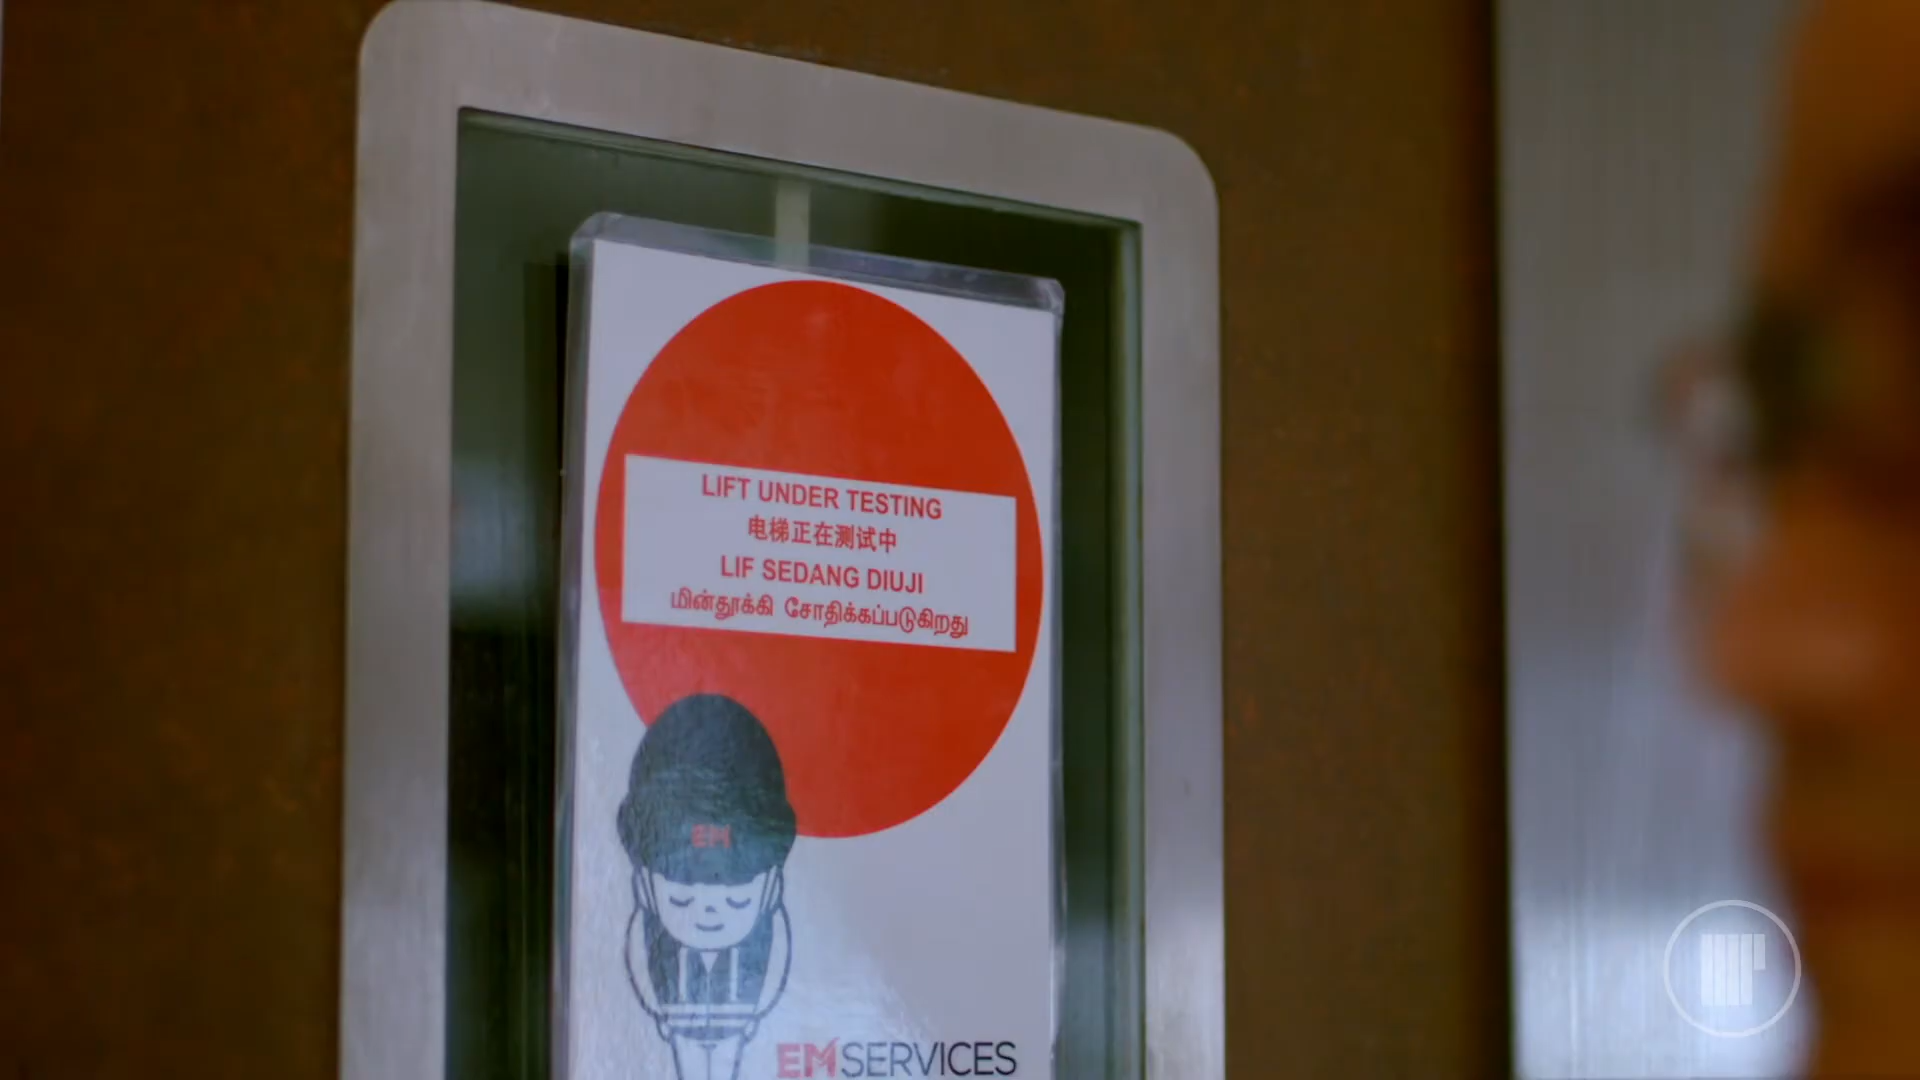 LIFT UNDER TESTING
电梯正在测试中
LIF SEDANG DIUJI
மின்தூக்கி சோதிக்கப்படுகிறது
EM
EMSERVICES